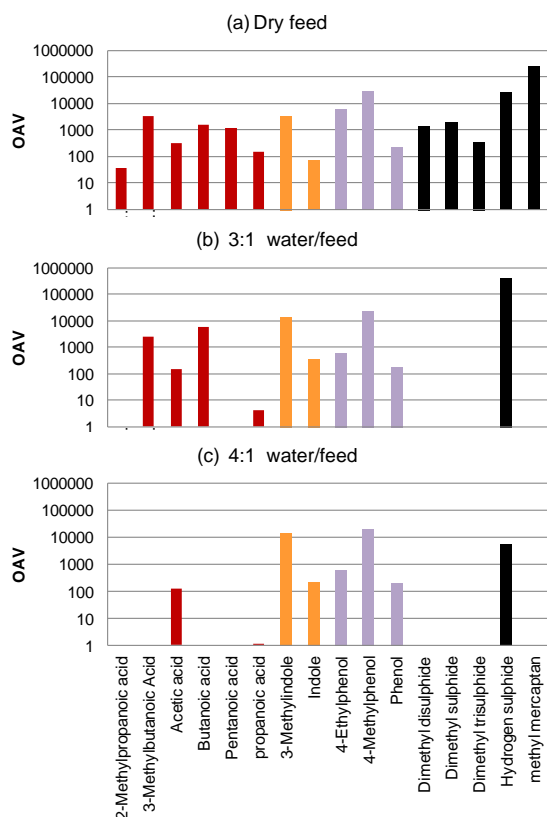 (a) Dry feed
1000000
100000
10000
1000
100
10
1
OAV
(b) 3:1 water/feed
1000000
100000
10000
1000
100
10
1
OAV
(c) 4:1 water/feed
1000000
100000
10000
1000
100
10
1
OAV
2-Methylpropanoic acid
3-Methylbutanoic Acid
Acetic acid
Butanoic acid
Pentanoic acid
propanoic acid
3-Methylindole
Indole
4-Ethylphenol
4-Methylphenol
Phenol
Dimethyl disulphide
Dimethyl sulphide
Dimethyl trisulphide
Hydrogen sulphide
methyl mercaptan